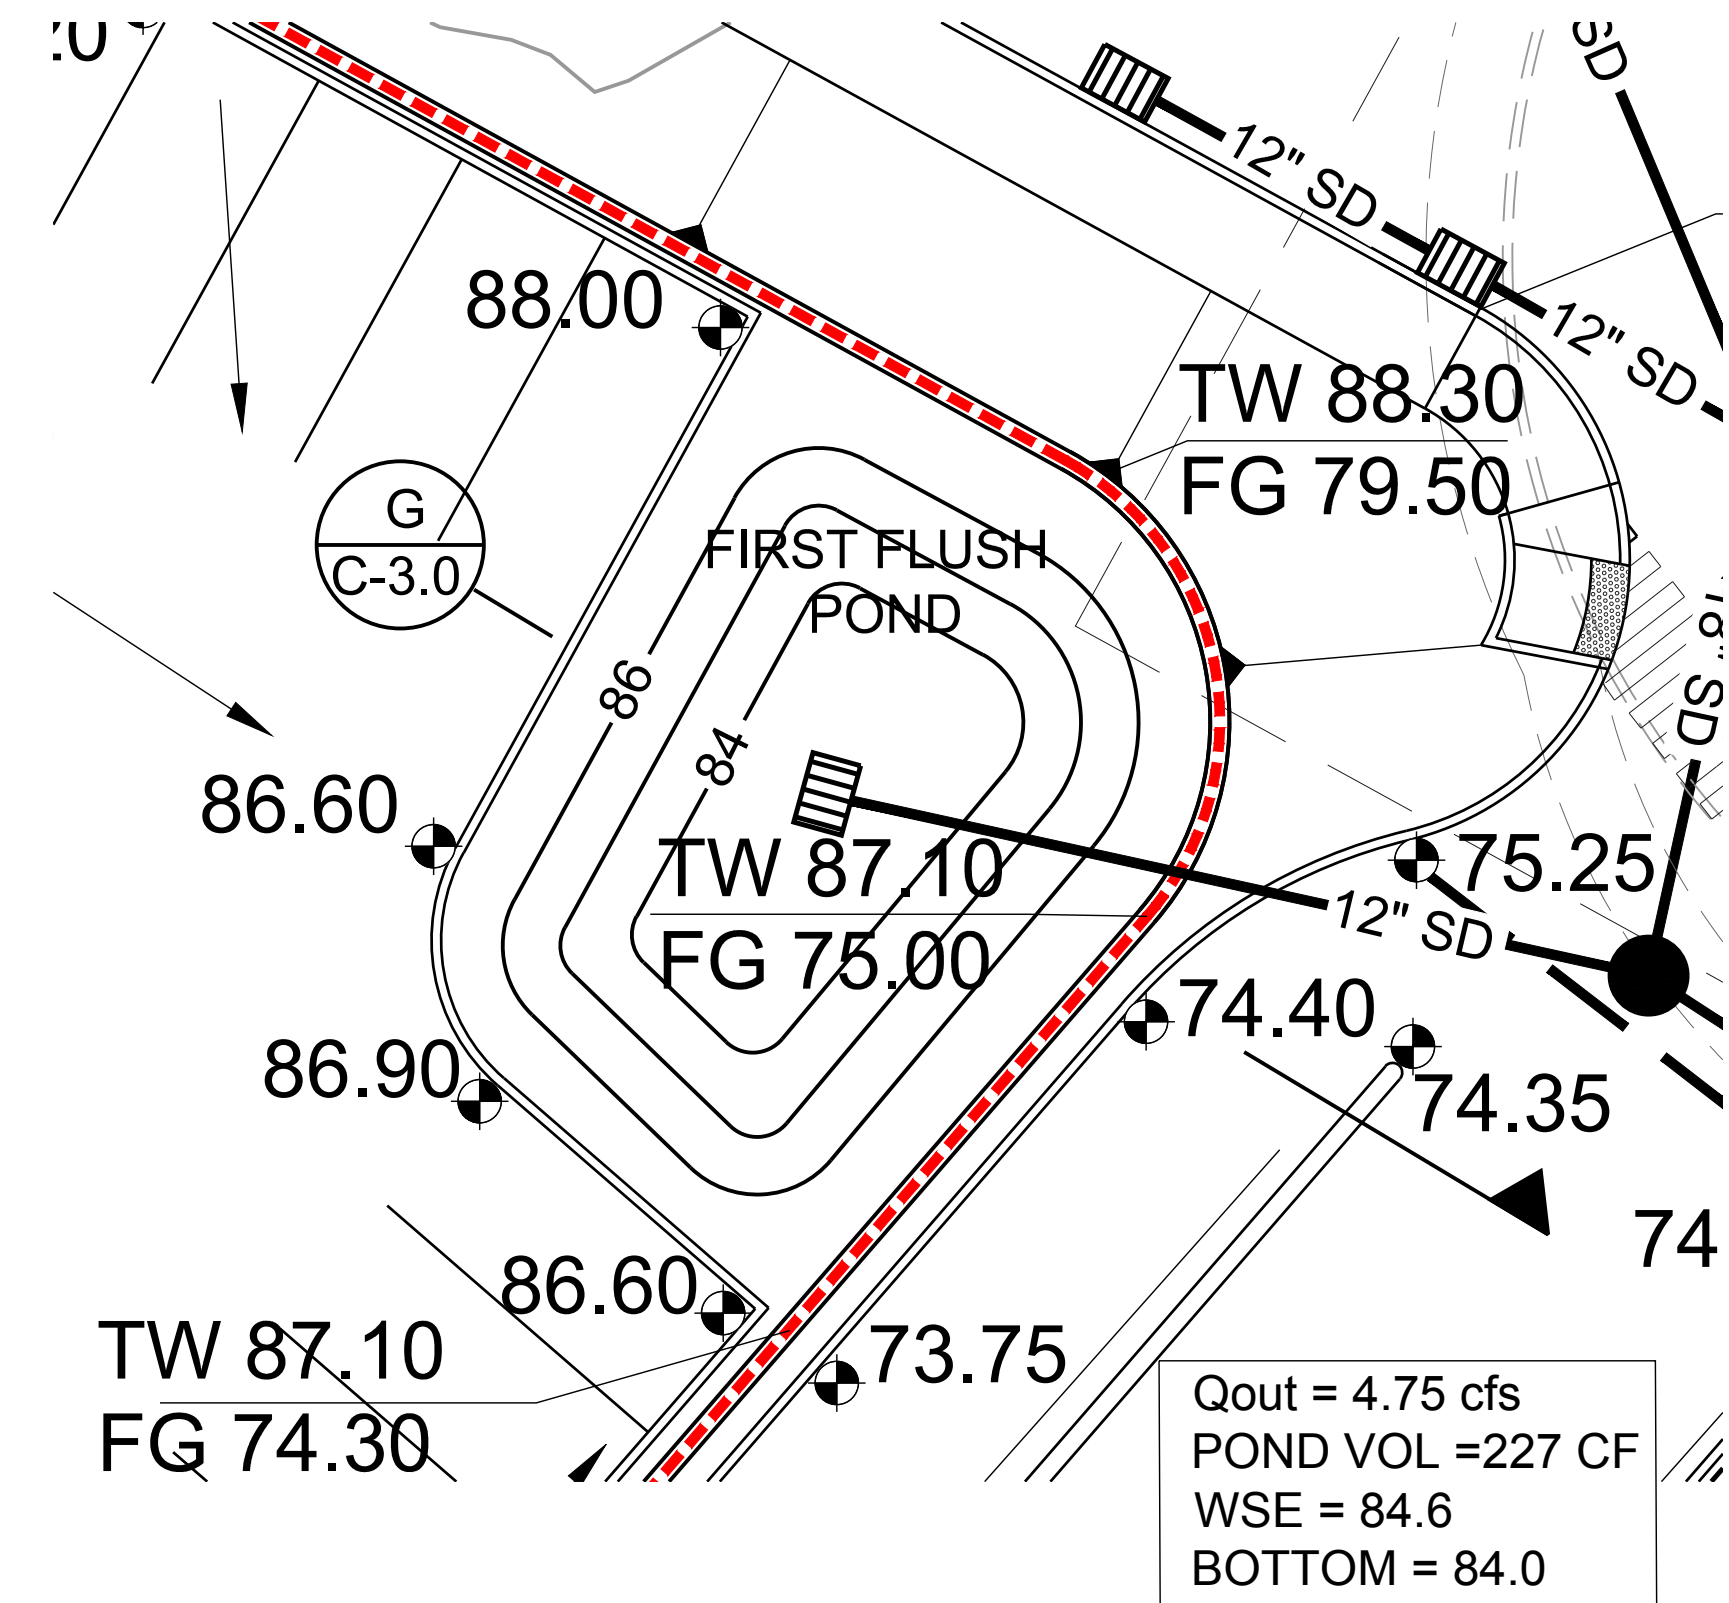 SD
12" SD
12" SD
88.00
TW 88.30
FG 79.50
G
C-3.0
FIRST FLUSH
POND
18" SD
86
84
86.60
TW 87.10
FG 75.00
75.25
12" SD
74.40
86.90
74.35
74
86.60
TW 87.10
FG 74.30
73.75
Qout = 4.75 cfs
POND VOL =227 CF
WSE = 84.6
BOTTOM = 84.0